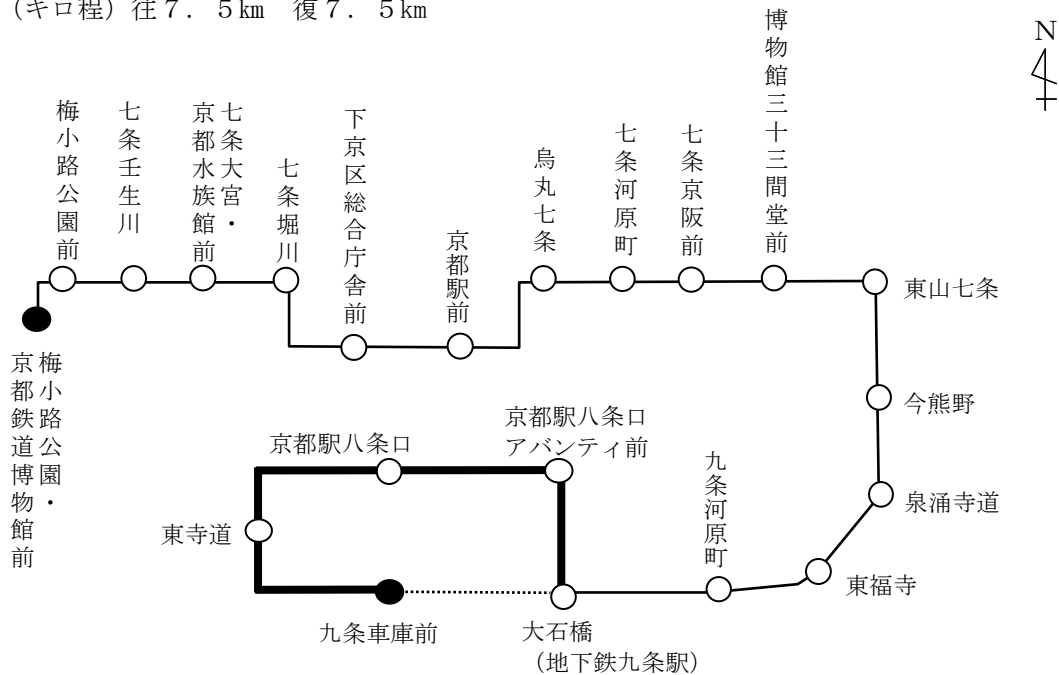 (キロ程) 往7.5km 復7.5km
N
梅小路公園・
京都鉄道博物館前
梅小路公園前
七条壬生川
七条大宮・
京都水族館前
七条堀川
下京区総合庁舎前
京都駅前
烏丸七条
七条河原町
七条京阪前
博物館三十三間堂前
東山七条
今熊野
泉涌寺道
東福寺
九条河原町
大石橋
(地下鉄九条駅)
京都駅八条口
アバンティ前
京都駅八条口
東寺道
九条車庫前